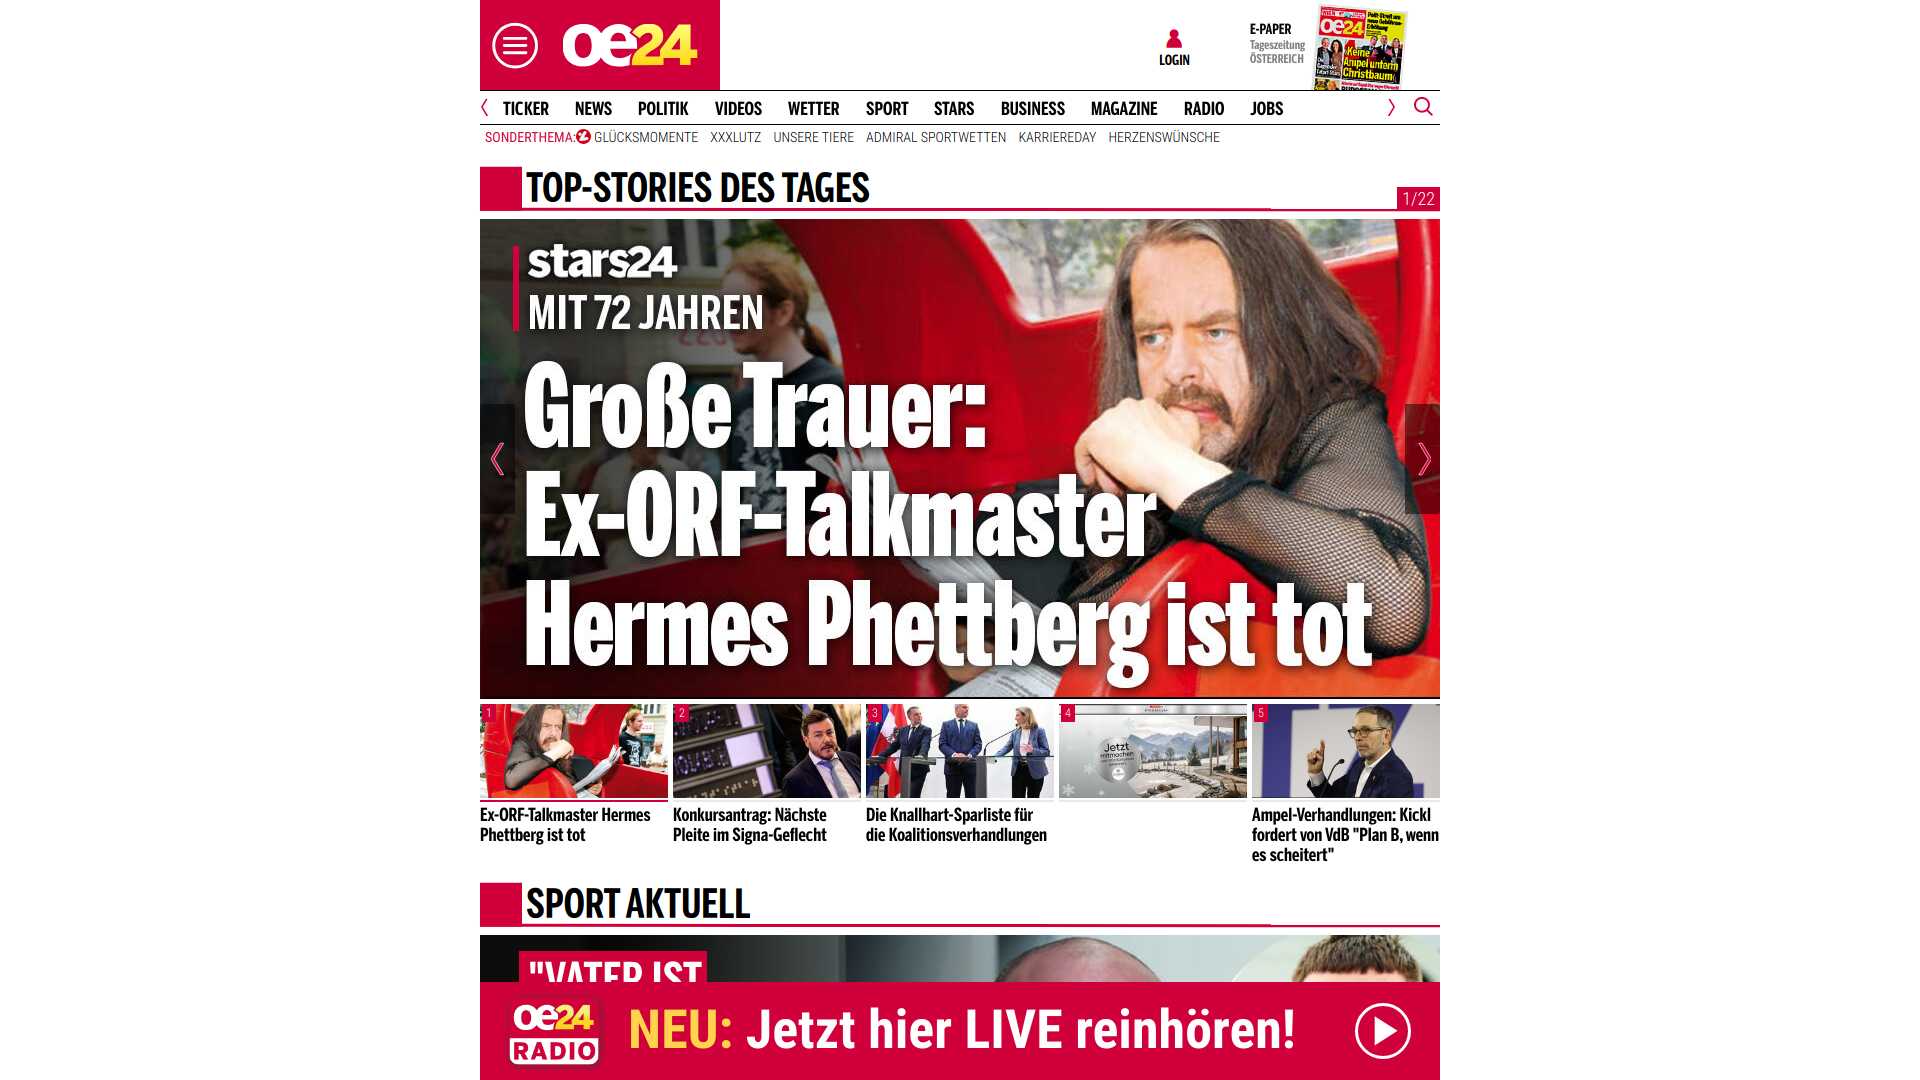 oe24
LOGIN
E-PAPER
Tageszeitung
ÖSTERREICH
oe24
Keine
Ampel unterm
Christbaum
TICKER NEWS POLITIK VIDEOS WETTER SPORT STARS BUSINESS MAGAZINE RADIO JOBS
SONDERTHEMA: GLÜCKSMOMENTE XXXLUTZ UNSERE TIERE ADMIRAL SPORTWETTEN KARRIEREDAY HERZENSWÜNSCHE
TOP-STORIES DES TAGES
1/22
stars24
MIT 72 JAHREN
Große Trauer:
Ex-ORF-Talkmaster
Hermes Phettberg ist tot
1
2
3
4
5
Jetzt
mitmachen
Ex-ORF-Talkmaster Hermes
Phettberg ist tot
Konkursantrag: Nächste
Pleite im Signa-Geflecht
Die Knallhart-Sparliste für
die Koalitionsverhandlungen
Ampel-Verhandlungen: Kickl
fordert von VdB "Plan B, wenn
es scheitert"
SPORT AKTUELL
"VATER IST
oe24
RADIO
NEU: Jetzt hier LIVE reinhören!